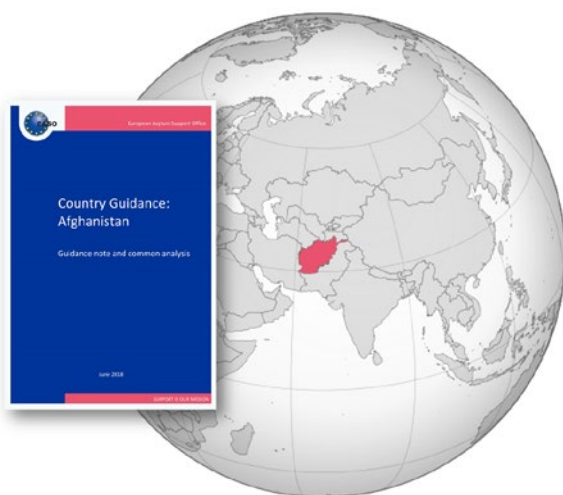 EASO
European Asylum Support Office
Country Guidance:
Afghanistan
Guidance note and common analysis
June 2018
SUPPORT IS OUR MISSION